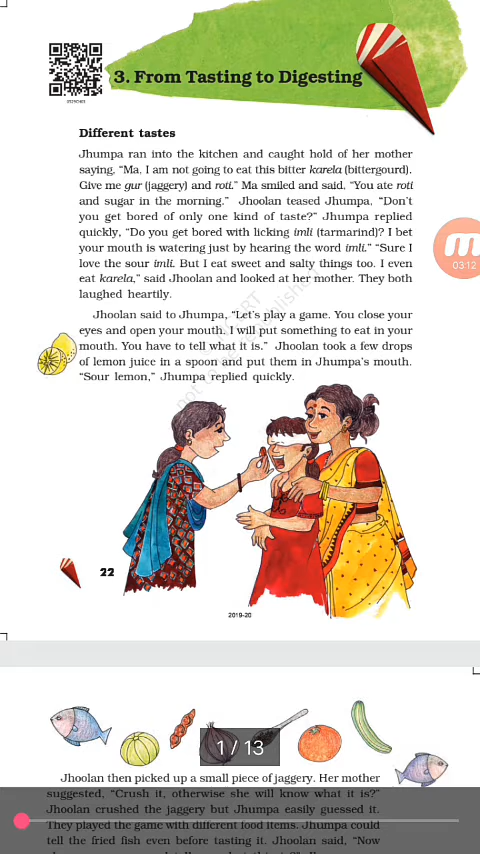 3. From Tasting to Digesting
Different tastes
Jhumpa ran into the kitchen and caught hold of her mother
saying, “Ma, I am not going to eat this bitter karela (bittergourd).
Give me gur (jaggery) and roti.” Ma smiled and said, “You ate roti
and sugar in the morning.” Jhoolan teased Jhumpa, “Don’t
you get bored of only one kind of taste?” Jhumpa replied
quickly, “Do you get bored with licking imli (tarmarind)? I bet
your mouth is watering just by hearing the word imli.” “Sure I
love the sour imli. But I eat sweet and salty things too. I even
eat karela,” said Jhoolan and looked at her mother. They both
laughed heartily.
Jhoolan said to Jhumpa, “Let’s play a game. You close your
eyes and open your mouth. I will put something to eat in your
mouth. You have to tell what it is.” Jhoolan took a few drops
of lemon juice in a spoon and put them in Jhumpa’s mouth.
“Sour lemon,” Jhumpa replied quickly.
03:12
22
2019-20
1 / 13
Jhoolan then picked up a small piece of jaggery. Her mother
suggested, “Crush it, otherwise she will know what it is?”
Jhoolan crushed the jaggery but Jhumpa easily guessed it.
They played the game with different food items. Jhumpa could
tell the fried fish even before tasting it. Jhoolan said, “Now